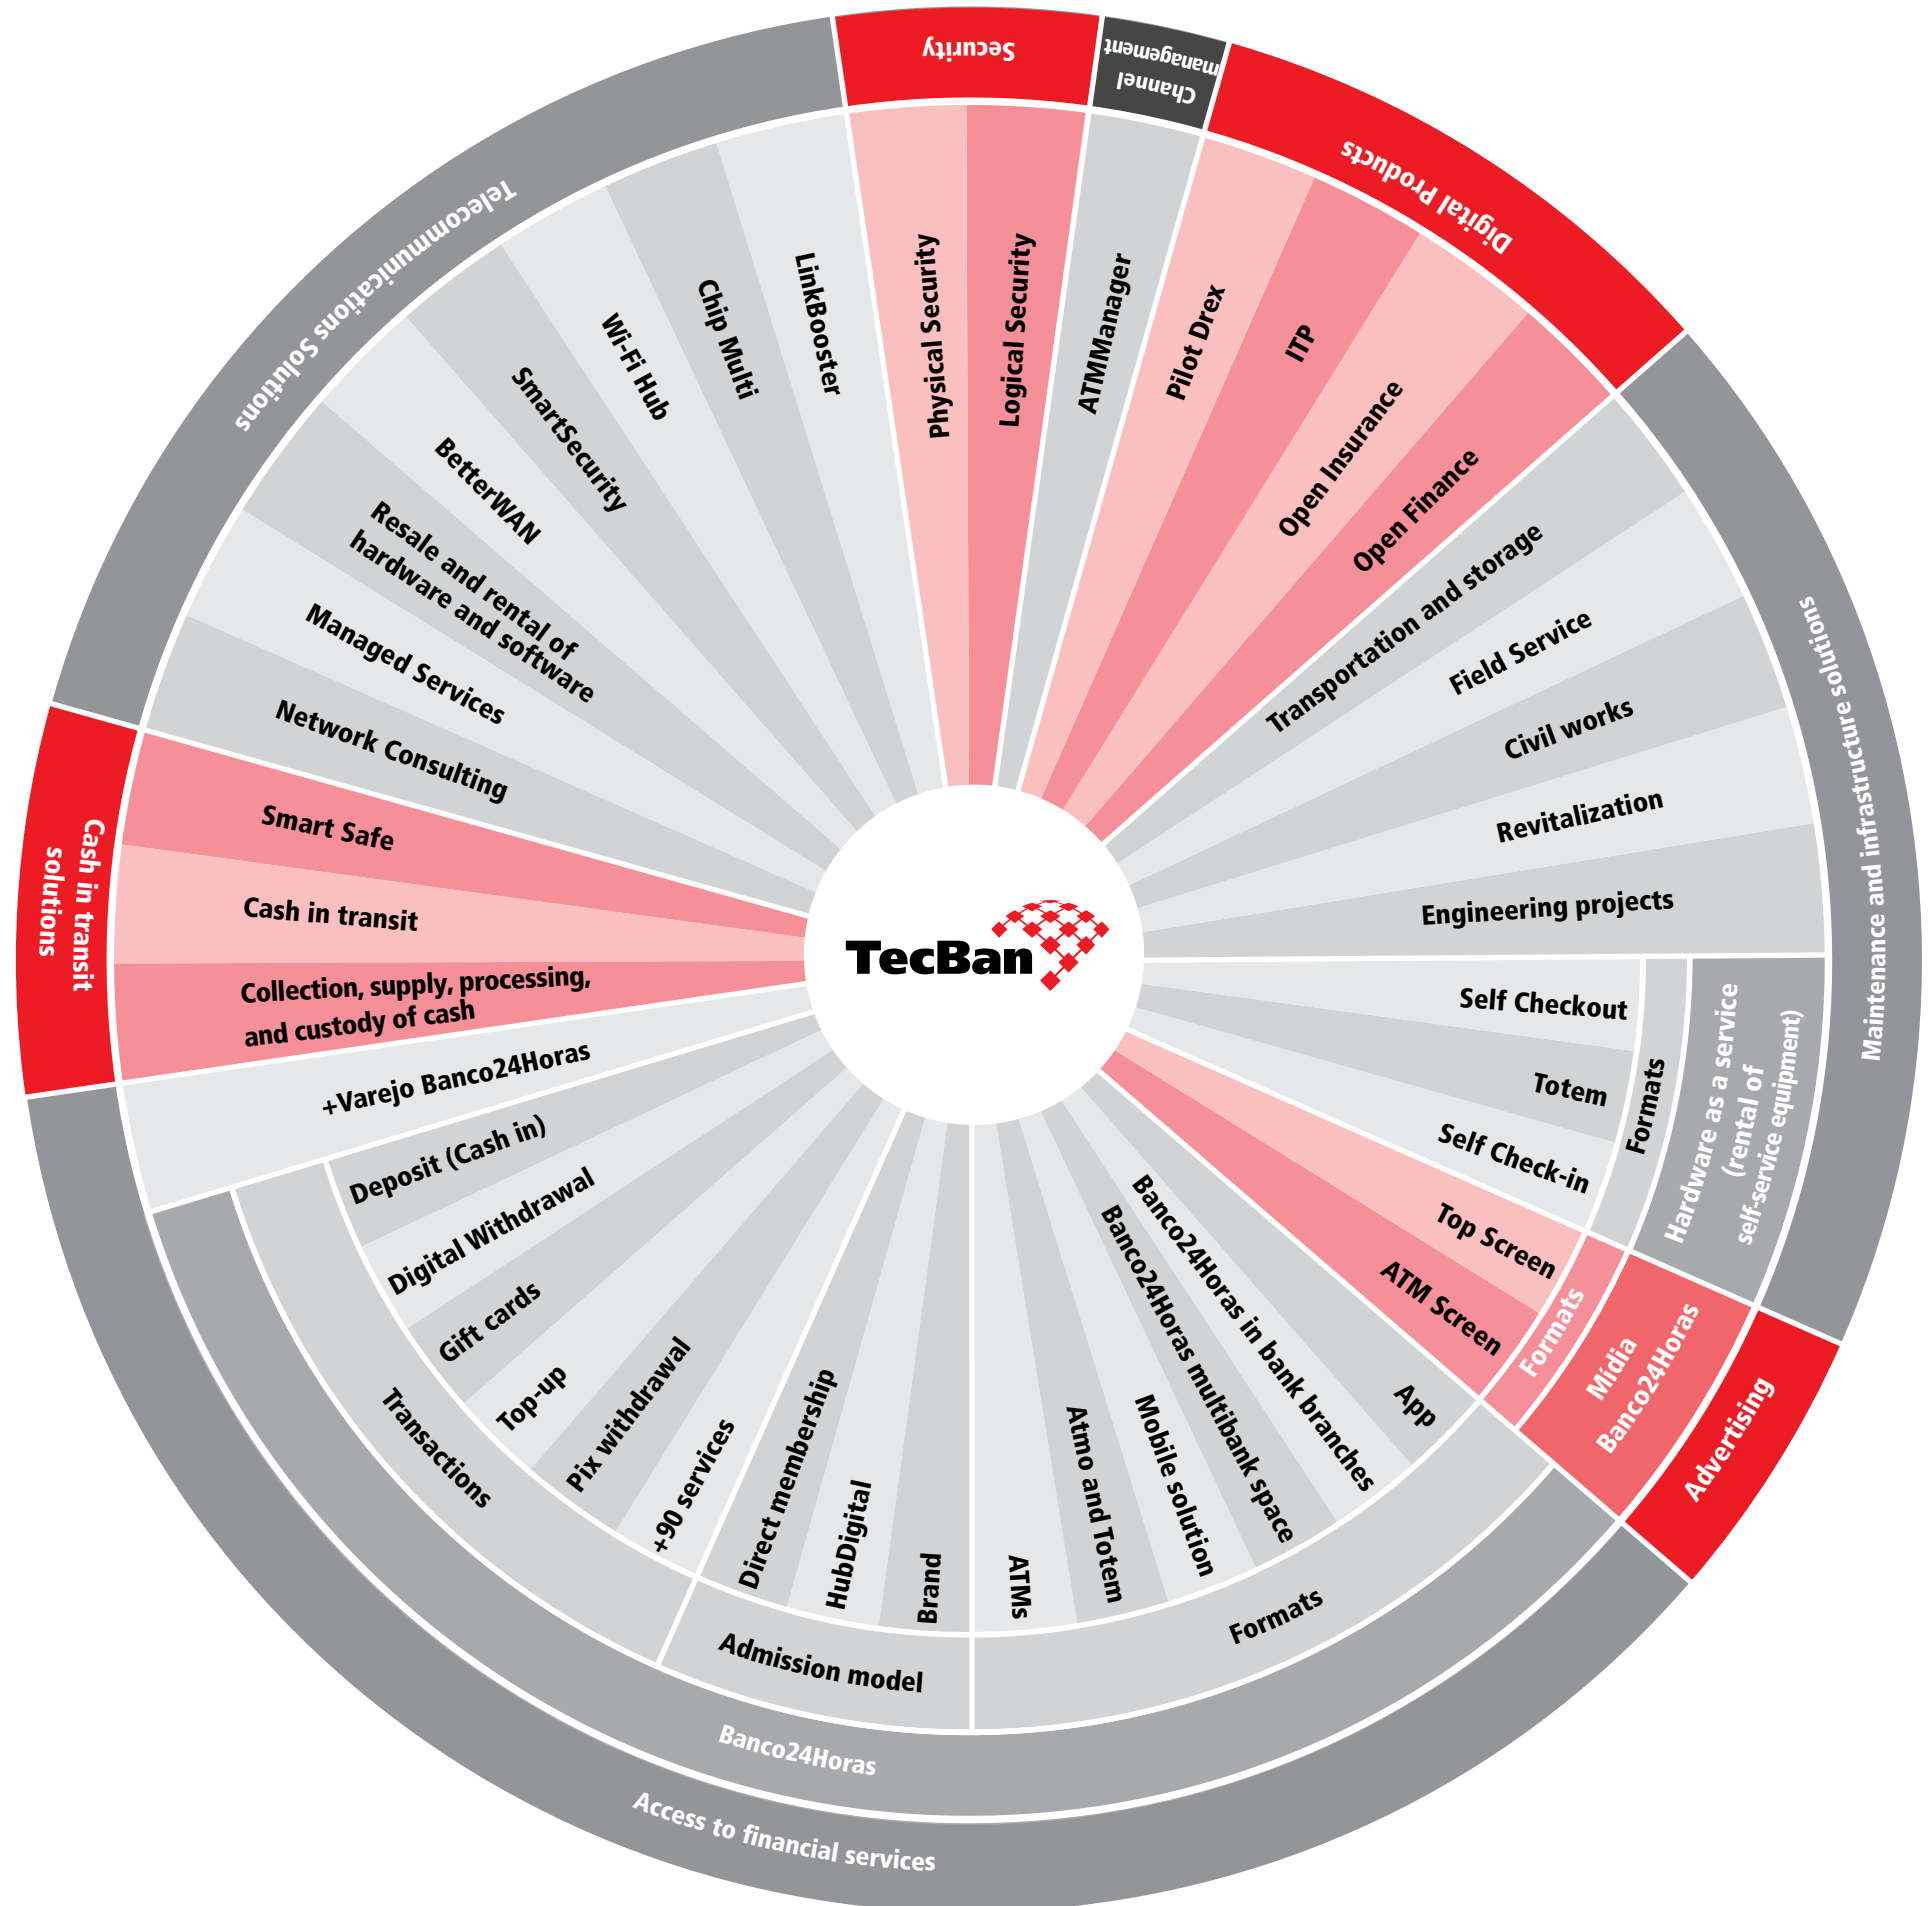 TecBan
Security
Physical Security
Logical Security
Channel
management
ATMManager
Digital Products
Pilot Drex
ITP
Open Insurance
Open Finance
Maintenance and infrastructure solutions
Transportation and storage
Field Service
Civil works
Revitalization
Engineering projects
Hardware as a service
(rental of
self-service equipment)
Formats
Self Checkout
Totem
Self Check-in
Advertising
Mídia
Banco24Horas
Formats
Top Screen
ATM Screen
Access to financial services
Banco24Horas
Formats
App
Banco24Horas in bank branches
Banco24Horas multibank space
Mobile solution
Atmo and Totem
ATMs
Admission model
Brand
HubDigital
Direct membership
Transactions
+90 services
Pix withdrawal
Top-up
Gift cards
Digital Withdrawal
Deposit (Cash in)
+Varejo Banco24Horas
Cash in transit
solutions
Collection, supply, processing,
and custody of cash
Cash in transit
Smart Safe
Telecommunications Solutions
Network Consulting
Managed Services
Resale and rental of
hardware and software
BetterWAN
SmartSecurity
Wi-Fi Hub
Chip Multi
LinkBooster